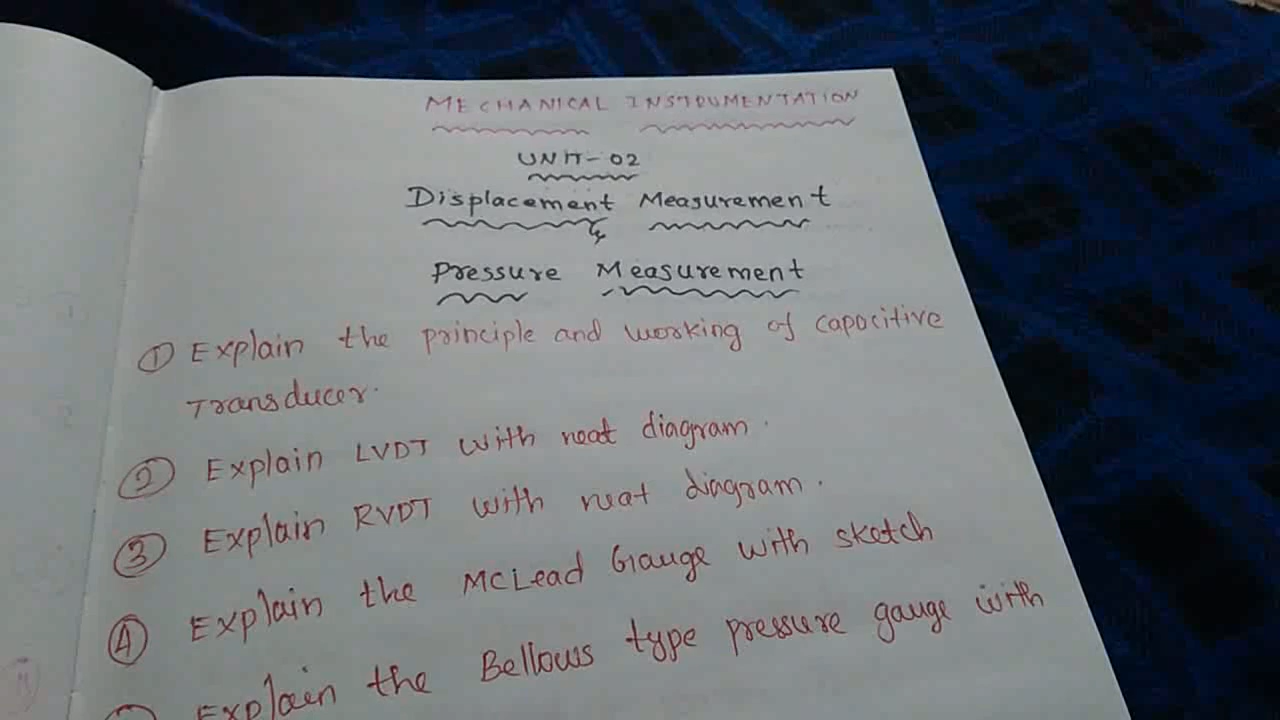 MECHANICAL INSTRUMENTATION
UNIT-02
Displacement Measurement
Pressure Measurement
① Explain the principle and working of capacitive
Transducer.
② Explain LVDT with neat diagram.
③ Explain RVDT with neat diagram.
④ Explain the MCLead Gauge with sketch
Explain the Bellows type pressure gauge with